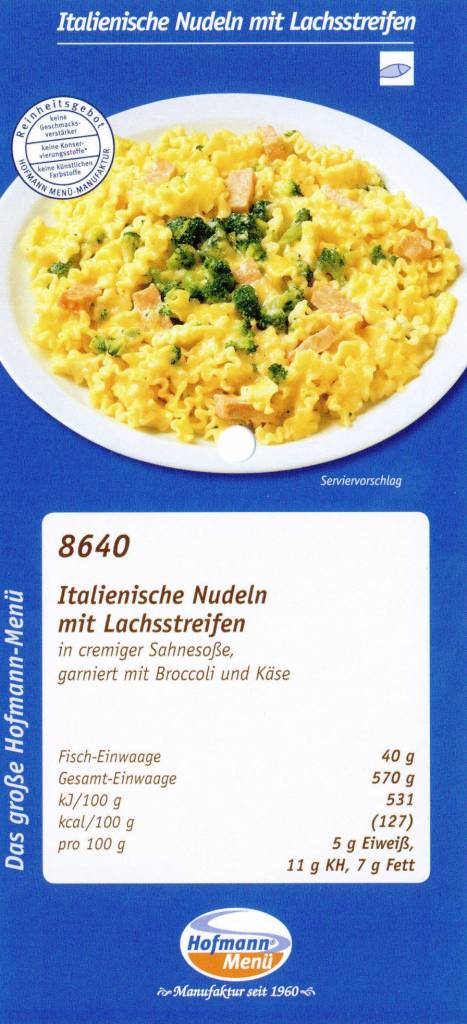 Italienische Nudeln mit Lachsstreifen
Reinheitsgebot
keine
Geschmacks-
verstärker
keine Konser-
vierungsstoffe*
keine künstlichen
Farbstoffe
HOFMANN MENÜ-MANUFAKTUR
Serviervorschlag
8640
Italienische Nudeln
mit Lachsstreifen
in cremiger Sahnesoße,
garniert mit Broccoli und Käse
Fisch-Einwaage 40 g
Gesamt-Einwaage 570 g
kJ/100 g 531
kcal/100 g (127)
pro 100 g 5 g Eiweiß,
11 g KH, 7 g Fett
Das große Hofmann-Menü
Hofmann®
Menü
Manufaktur seit 1960